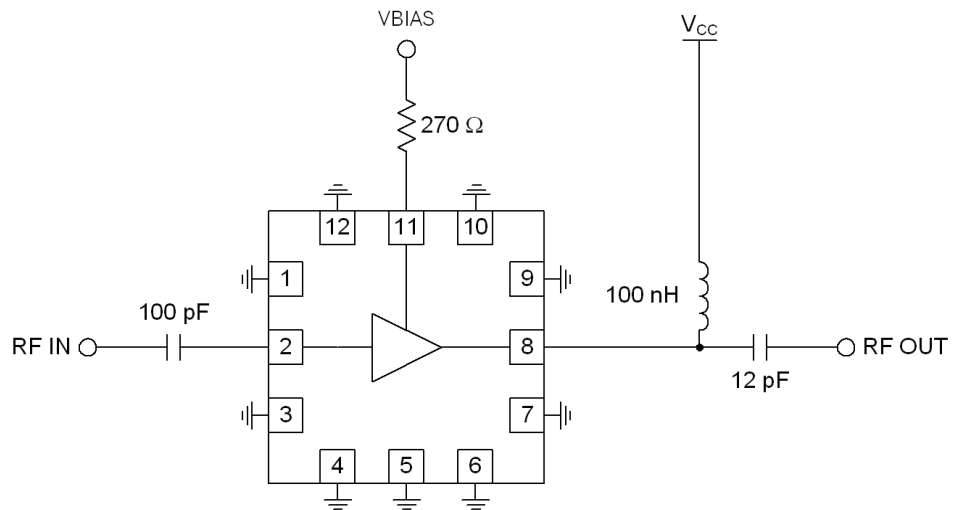 VBIAS
V_CC
270 Ω
12 11 10
1 9
100 nH
100 pF
RF IN 2 8 RF OUT
12 pF
3 7
4 5 6